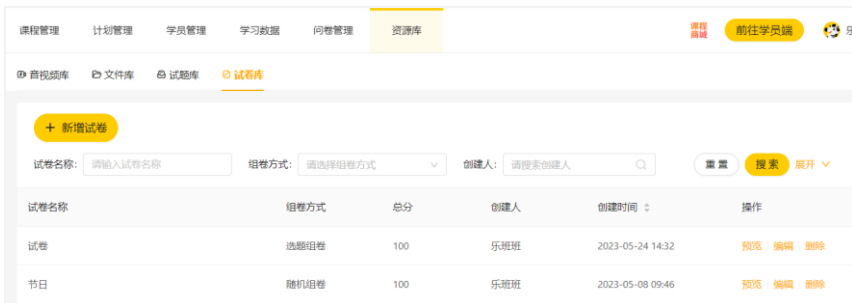 课程管理 计划管理 学员管理 学习数据 问卷管理 资源库 课程商城 前往学员端
音视频库 文件库 试题库 试卷库
+ 新增试卷
试卷名称: 请输入试卷名称 组卷方式: 请选择组卷方式 创建人: 请搜索创建人 重置 搜索 展开
试卷名称 组卷方式 总分 创建人 创建时间 操作
试卷 选题组卷 100 乐班班 2023-05-24 14:32 预览 编辑 删除
节日 随机组卷 100 乐班班 2023-05-08 09:46 预览 编辑 删除